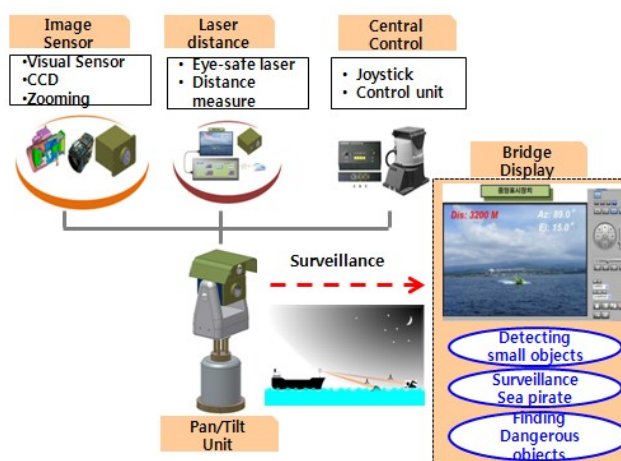 Image
Sensor
•Visual Sensor
•CCD
•Zooming
Laser
distance
• Eye-safe laser
• Distance
measure
Central
Control
• Joystick
• Control unit
Bridge
Display
Dis: 3200 M
Az: 89.0°
El: 15.0°
Surveillance
Detecting
small objects
Surveillance
Sea pirate
Finding
Dangerous
objects
Pan/Tilt
Unit